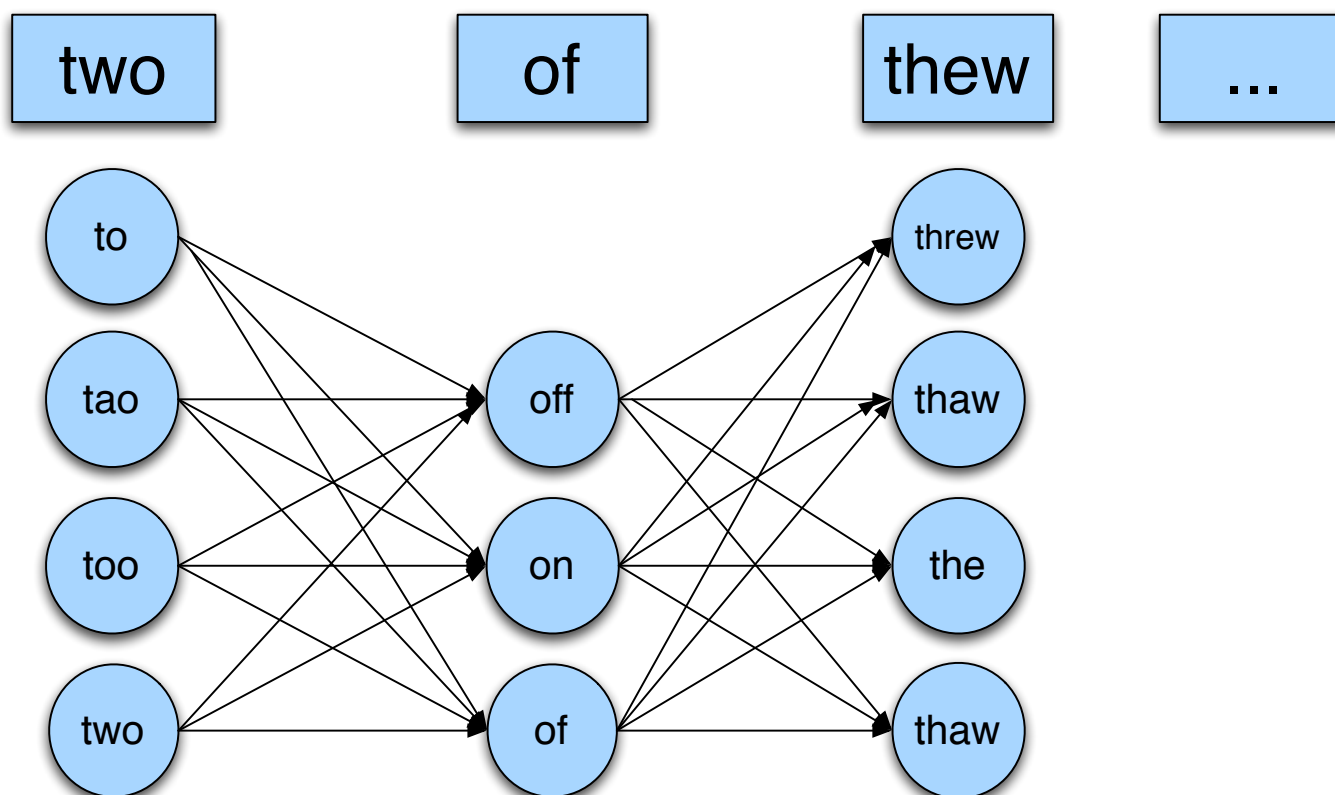 two of thew ...
to threw
tao off thaw
too on the
two of thaw